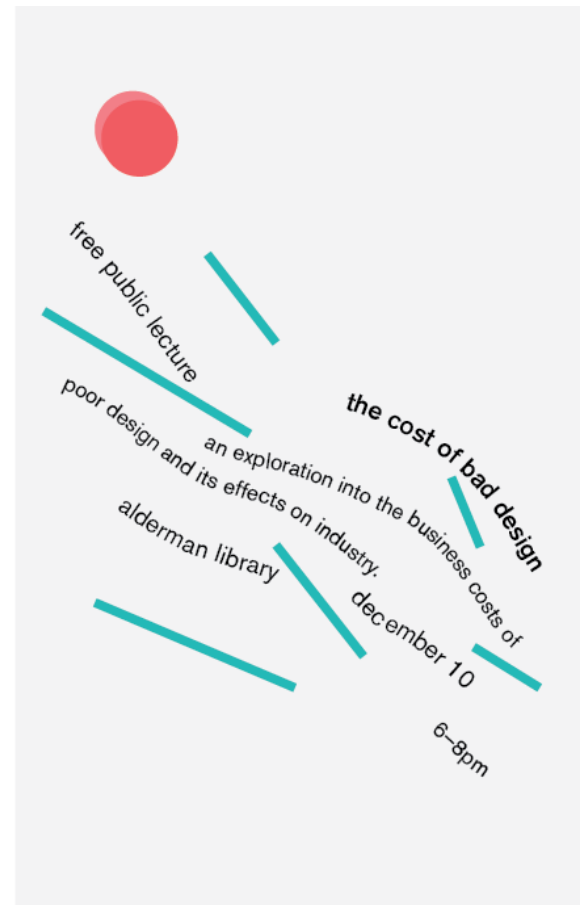 free public lecture
the cost of bad design
an exploration into the business costs of
poor design and its effects on industry.
alderman library
december 10
6–8pm